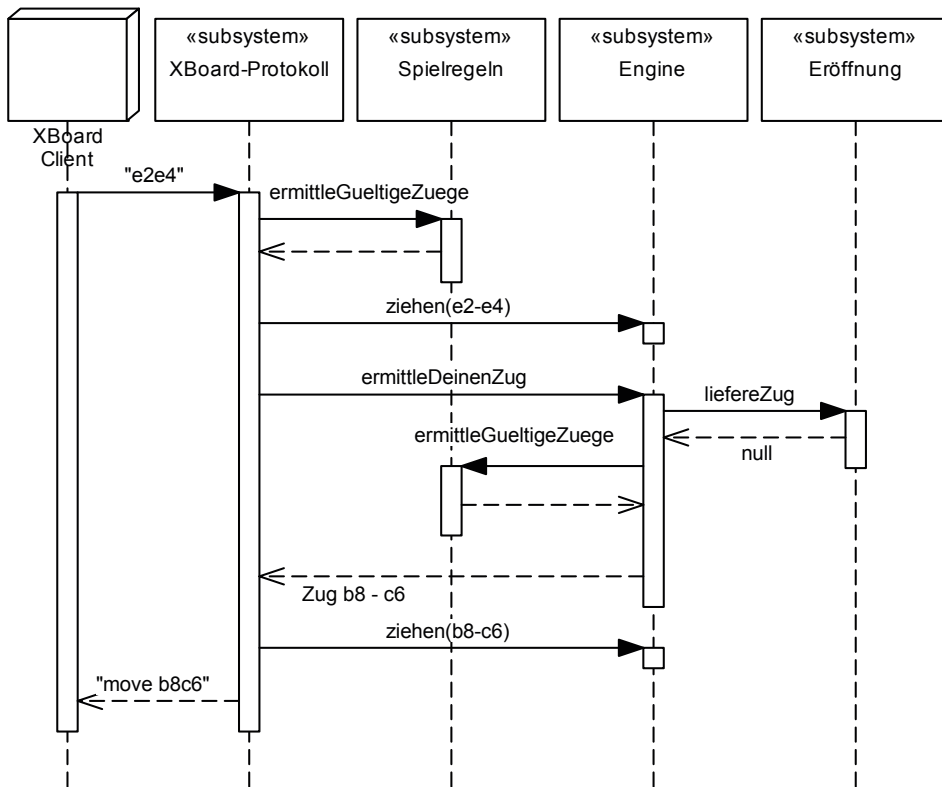 «subsystem»
XBoard-Protokoll
«subsystem»
Spielregeln
«subsystem»
Engine
«subsystem»
Eröffnung
XBoard
Client
"e2e4"
ermittleGueltigeZuege
ziehen(e2-e4)
ermittleDeinenZug
liefereZug
null
ermittleGueltigeZuege
Zug b8 - c6
ziehen(b8-c6)
"move b8c6"